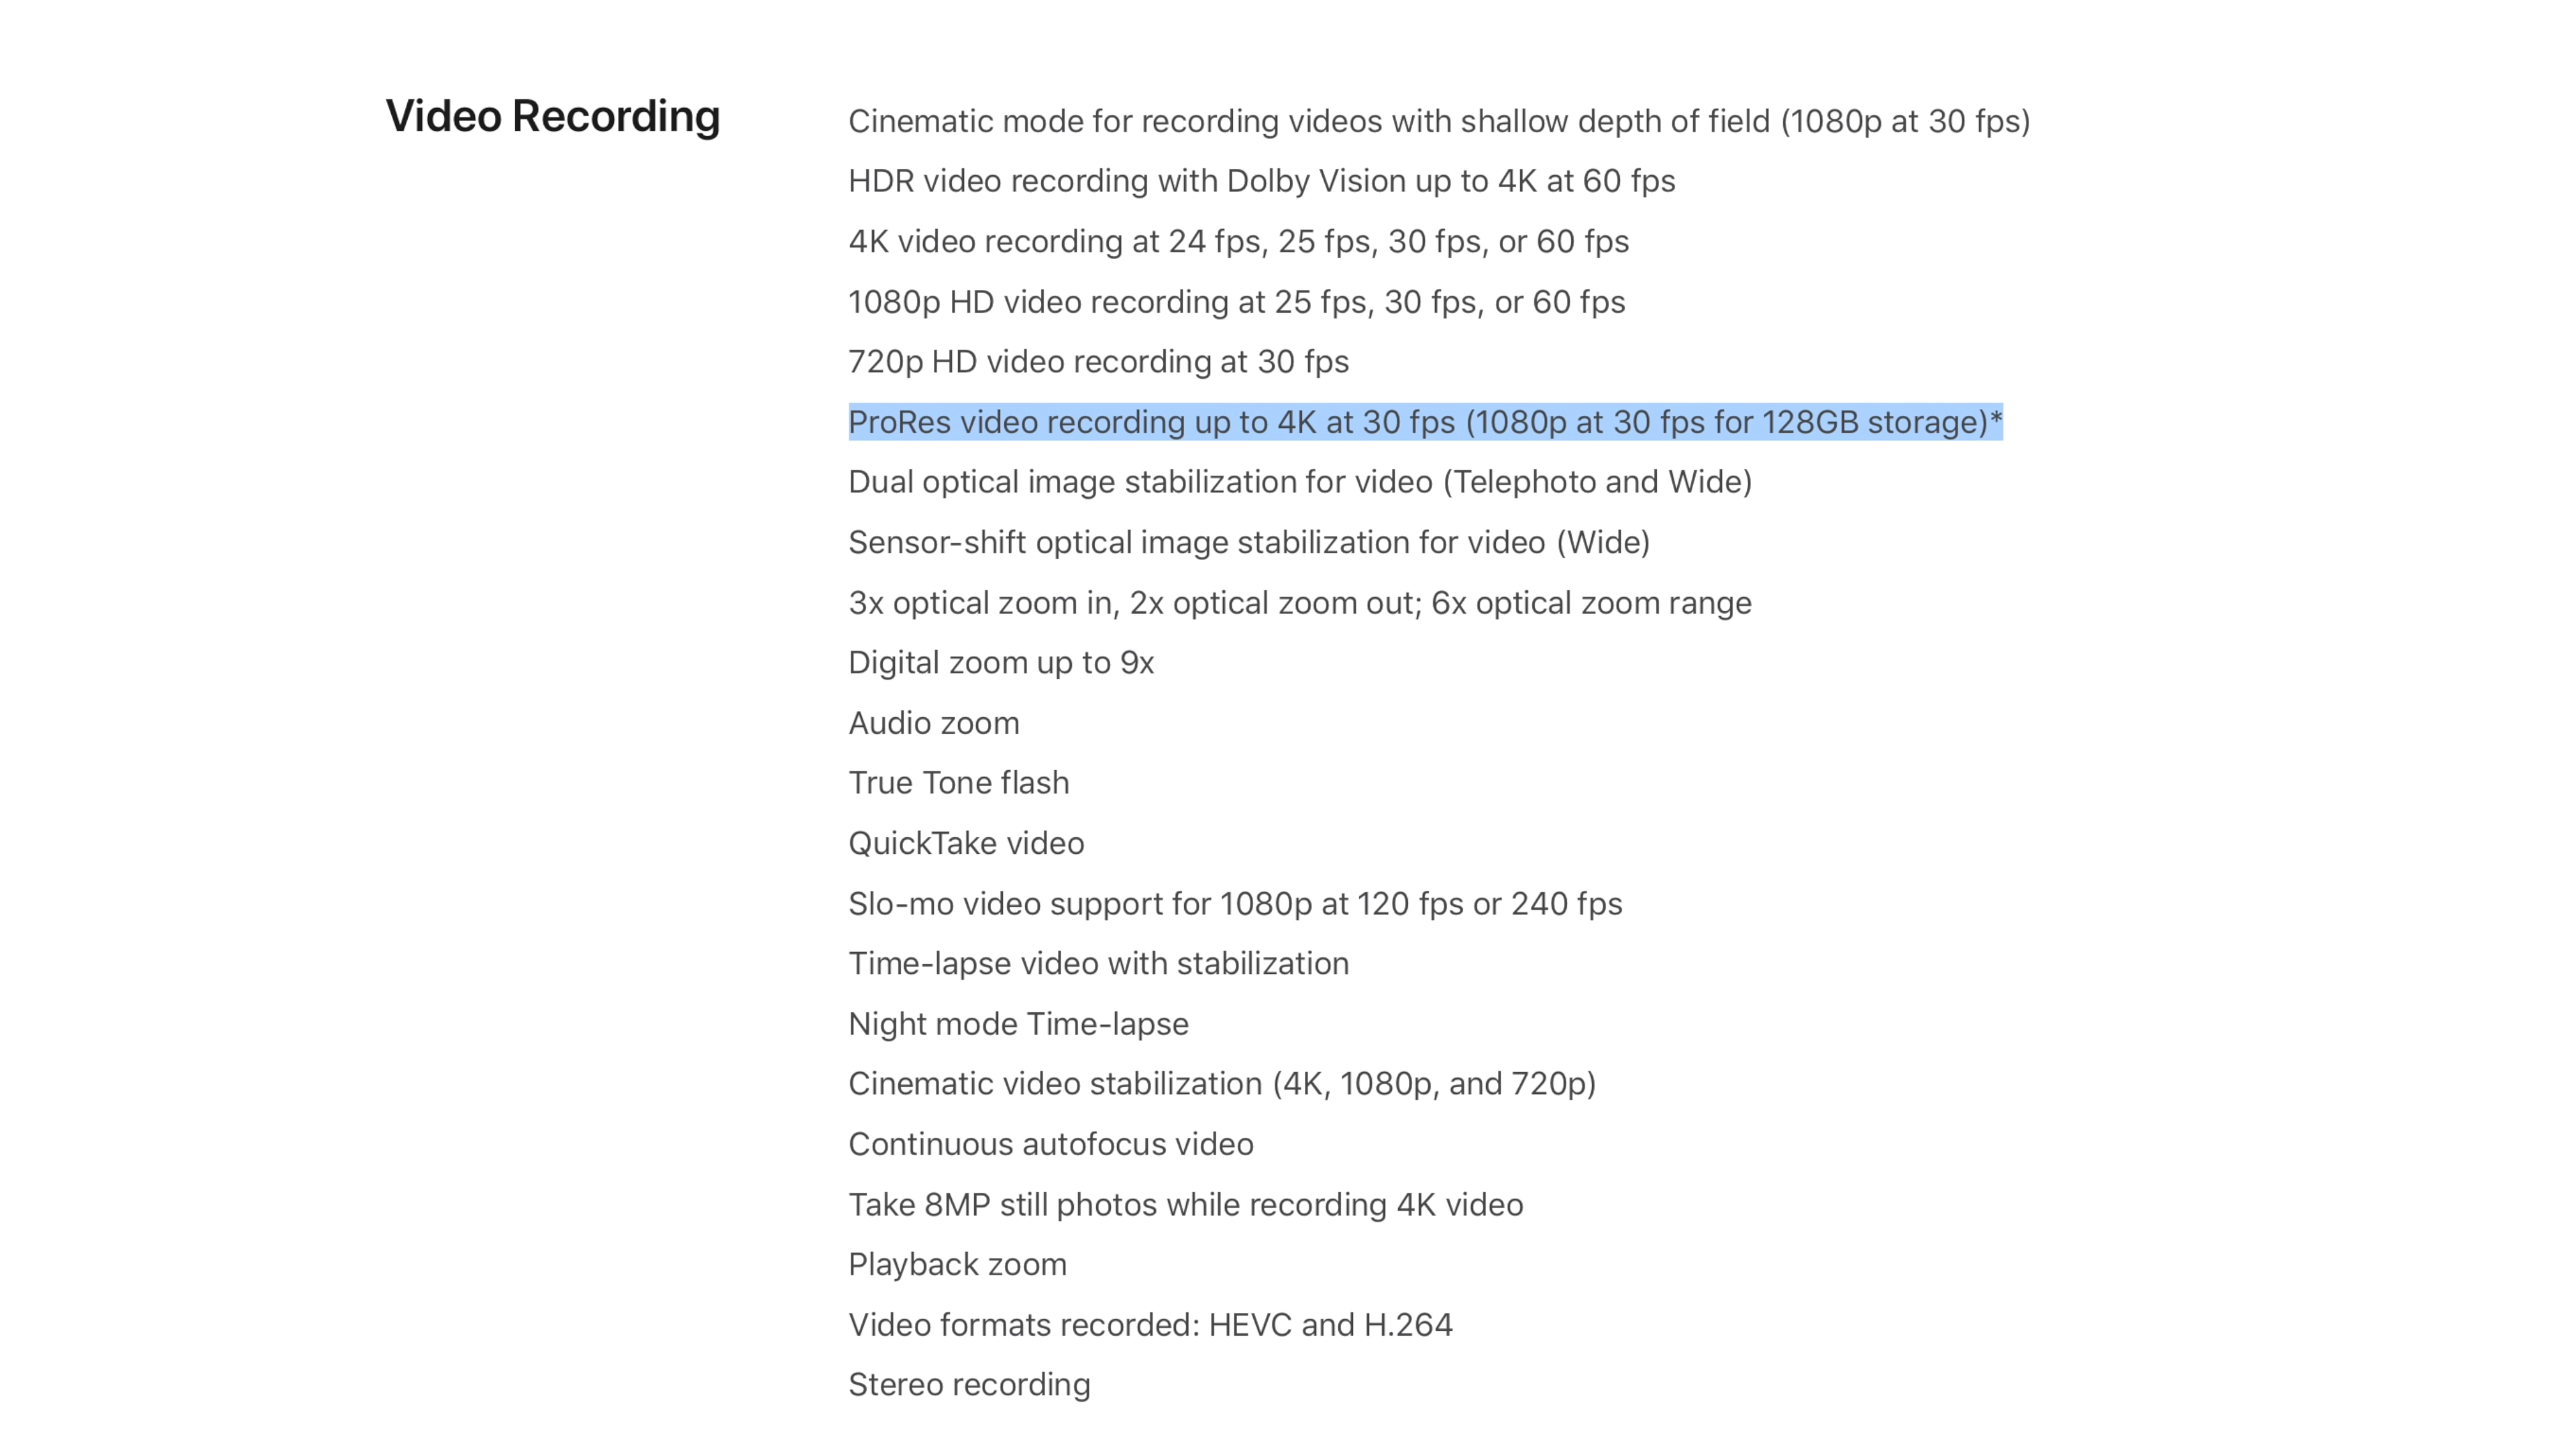 Video Recording
Cinematic mode for recording videos with shallow depth of field (1080p at 30 fps)
HDR video recording with Dolby Vision up to 4K at 60 fps
4K video recording at 24 fps, 25 fps, 30 fps, or 60 fps
1080p HD video recording at 25 fps, 30 fps, or 60 fps
720p HD video recording at 30 fps
ProRes video recording up to 4K at 30 fps (1080p at 30 fps for 128GB storage)*
Dual optical image stabilization for video (Telephoto and Wide)
Sensor-shift optical image stabilization for video (Wide)
3x optical zoom in, 2x optical zoom out; 6x optical zoom range
Digital zoom up to 9x
Audio zoom
True Tone flash
QuickTake video
Slo-mo video support for 1080p at 120 fps or 240 fps
Time-lapse video with stabilization
Night mode Time-lapse
Cinematic video stabilization (4K, 1080p, and 720p)
Continuous autofocus video
Take 8MP still photos while recording 4K video
Playback zoom
Video formats recorded: HEVC and H.264
Stereo recording